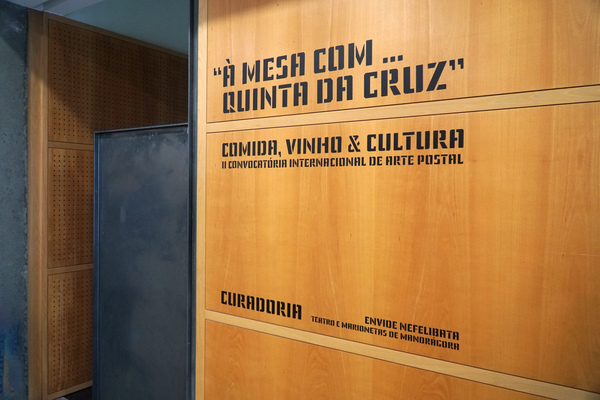 “À MESA COM ...
QUINTA DA CRUZ”
COMIDA, VINHO & CULTURA
II CONVOCATÓRIA INTERNACIONAL DE ARTE POSTAL
CURADORIA
ENVIDE NEFELIBATA
TEATRO E MARIONETAS DE MANDRÁGORA